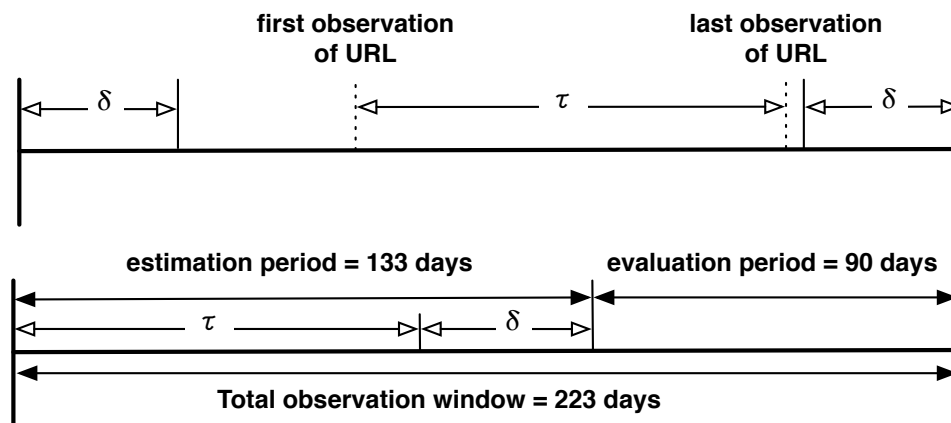 first observation
of URL
last observation
of URL
δ
τ
δ
estimation period = 133 days
evaluation period = 90 days
τ
δ
Total observation window = 223 days